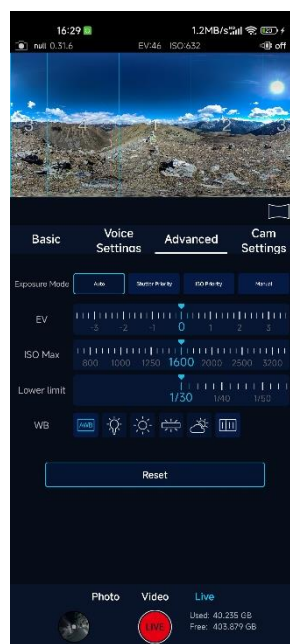 16:29 1.2MB/s
null 0.31.6 EV:46 ISO:632 off
3 4 1 2 3
Basic Voice Settings Advanced Cam Settings
Exposure Mode Auto Shutter Priority ISO Priority Manual
EV -3 -2 -1 0 1 2 3
ISO Max 800 1000 1250 1600 2000 2500 3200
Lower limit 1/30 1/40 1/50
WB AWB
Reset
Photo Video Live
LIVE
Used: 40.235 GB
Free: 403.879 GB